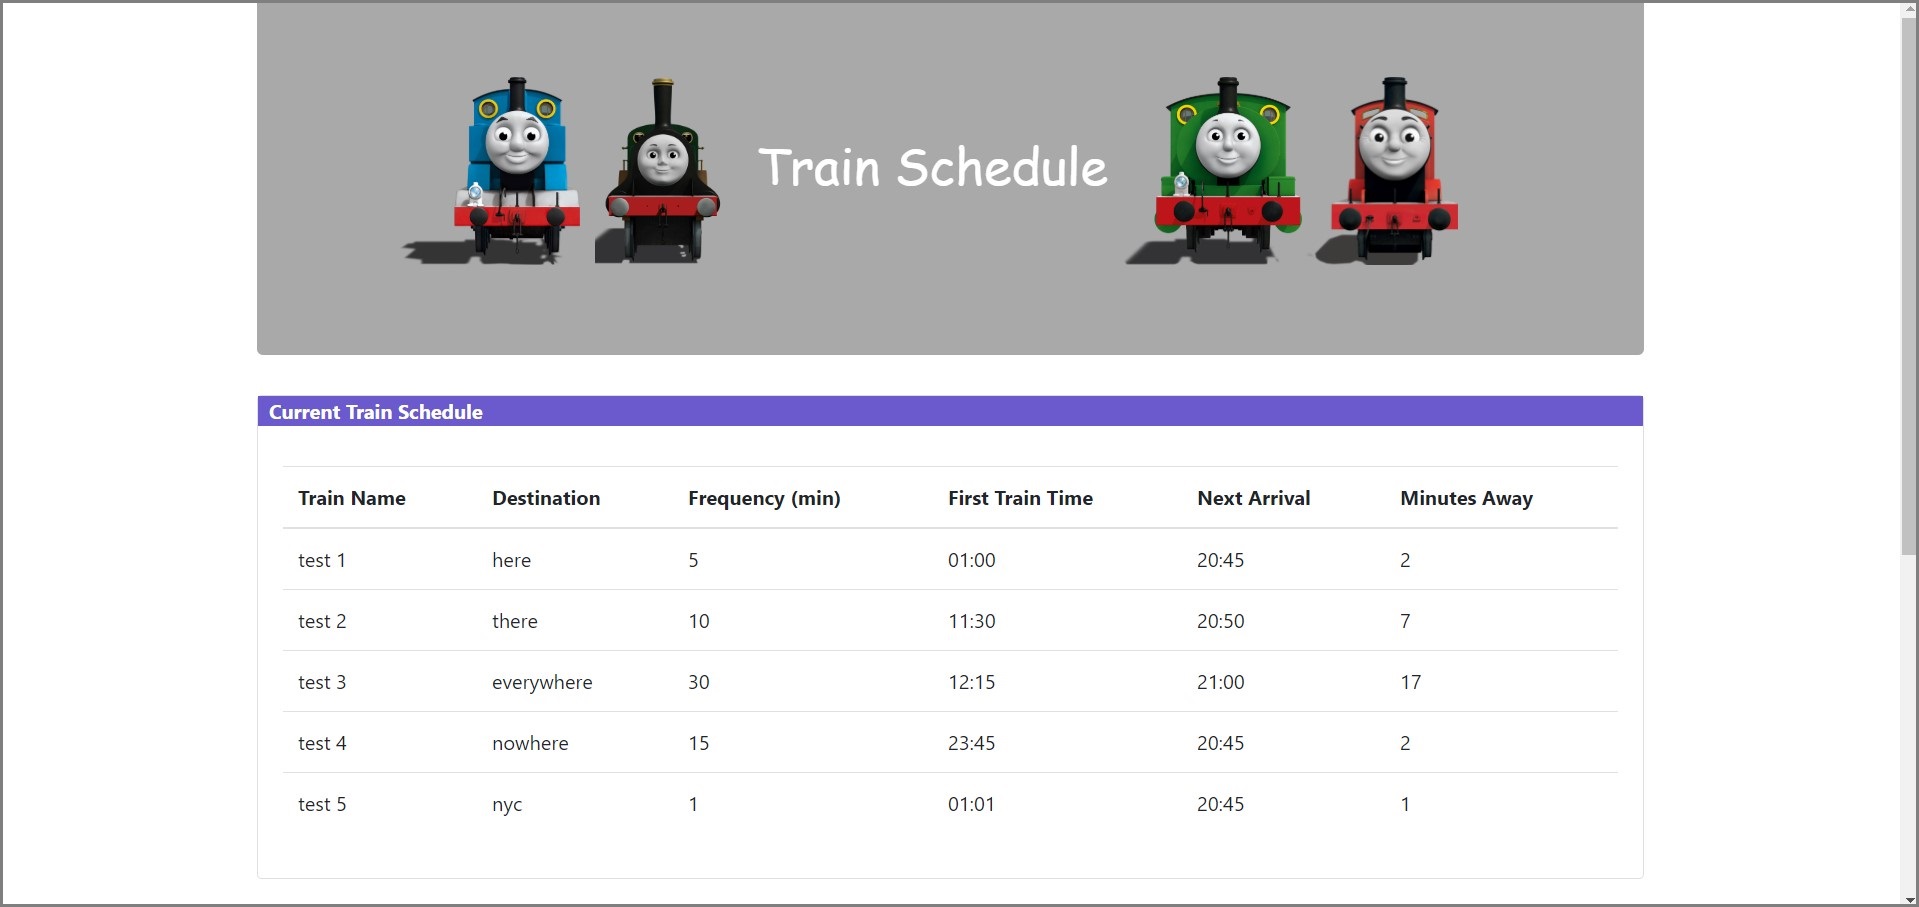 Train Schedule
Current Train Schedule
Train Name Destination Frequency (min) First Train Time Next Arrival Minutes Away
test 1 here 5 01:00 20:45 2
test 2 there 10 11:30 20:50 7
test 3 everywhere 30 12:15 21:00 17
test 4 nowhere 15 23:45 20:45 2
test 5 nyc 1 01:01 20:45 1